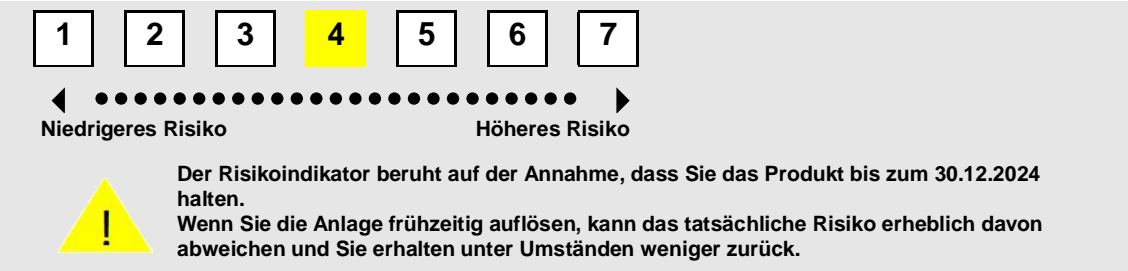 1 2 3 4 5 6 7
Niedrigeres Risiko Höheres Risiko
Der Risikoindikator beruht auf der Annahme, dass Sie das Produkt bis zum 30.12.2024
halten.
Wenn Sie die Anlage frühzeitig auflösen, kann das tatsächliche Risiko erheblich davon
abweichen und Sie erhalten unter Umständen weniger zurück.
!